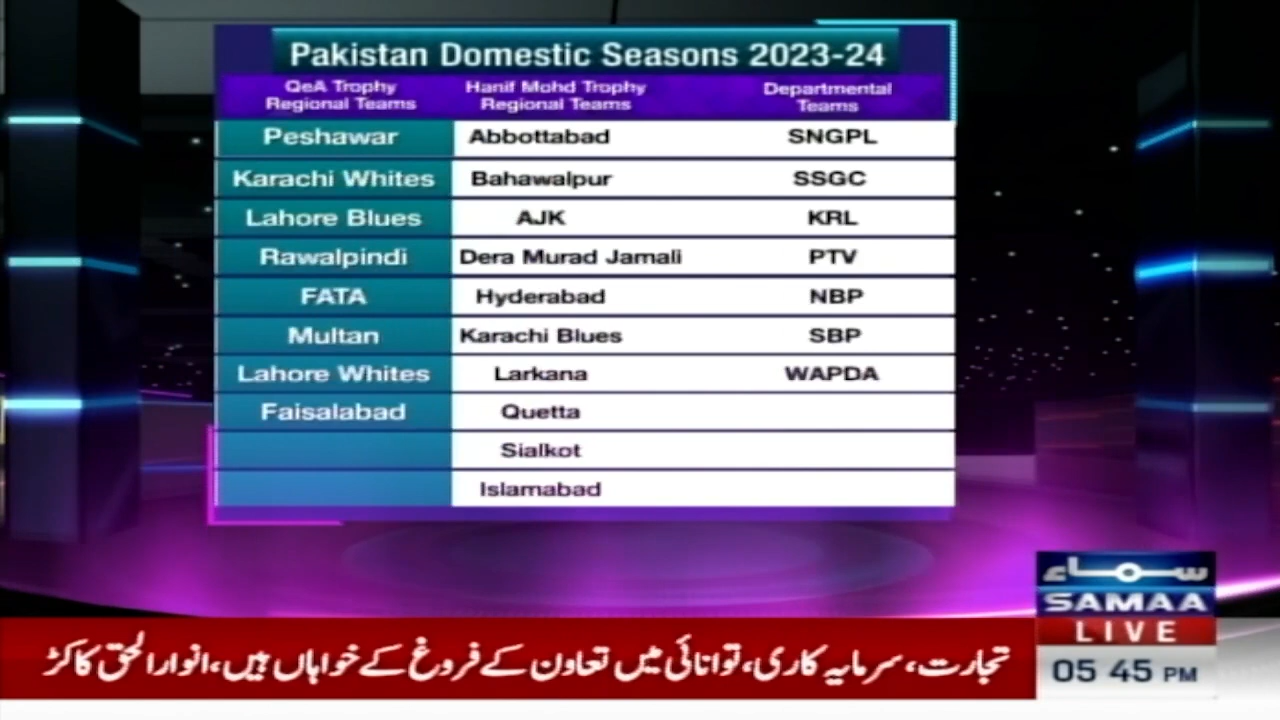 Pakistan Domestic Seasons 2023-24
QeA Trophy Regional Teams Hanif Mohd Trophy Regional Teams Departmental Teams
Peshawar Abbottabad SNGPL
Karachi Whites Bahawalpur SSGC
Lahore Blues AJK KRL
Rawalpindi Dera Murad Jamali PTV
FATA Hyderabad NBP
Multan Karachi Blues SBP
Lahore Whites Larkana WAPDA
Faisalabad Quetta
Sialkot
Islamabad
سماء
SAMAA
LIVE
تجارت، سرمایہ کاری، توانائی میں تعاون کے فروغ کے خواہاں ہیں، انوارالحق کاکڑ
05 45 PM